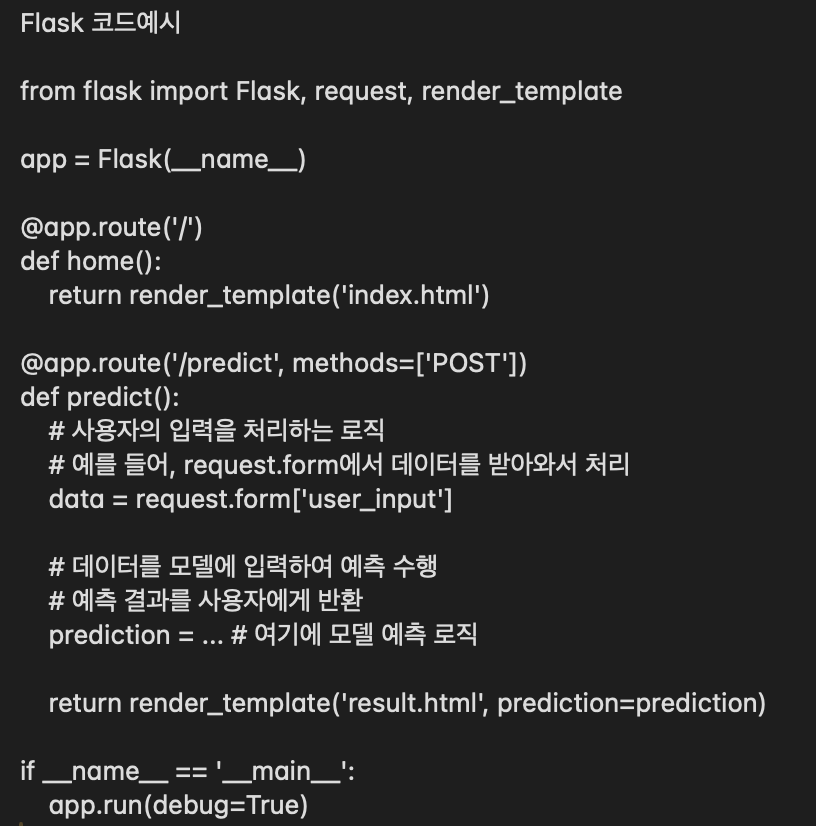 Flask 코드예시
from flask import Flask, request, render_template
app = Flask(__name__)
@app.route('/')
def home():
    return render_template('index.html')
@app.route('/predict', methods=['POST'])
def predict():
    # 사용자의 입력을 처리하는 로직
    # 예를 들어, request.form에서 데이터를 받아와서 처리
    data = request.form['user_input']
    # 데이터를 모델에 입력하여 예측 수행
    # 예측 결과를 사용자에게 반환
    prediction = ... # 여기에 모델 예측 로직
    return render_template('result.html', prediction=prediction)
if __name__ == '__main__':
    app.run(debug=True)